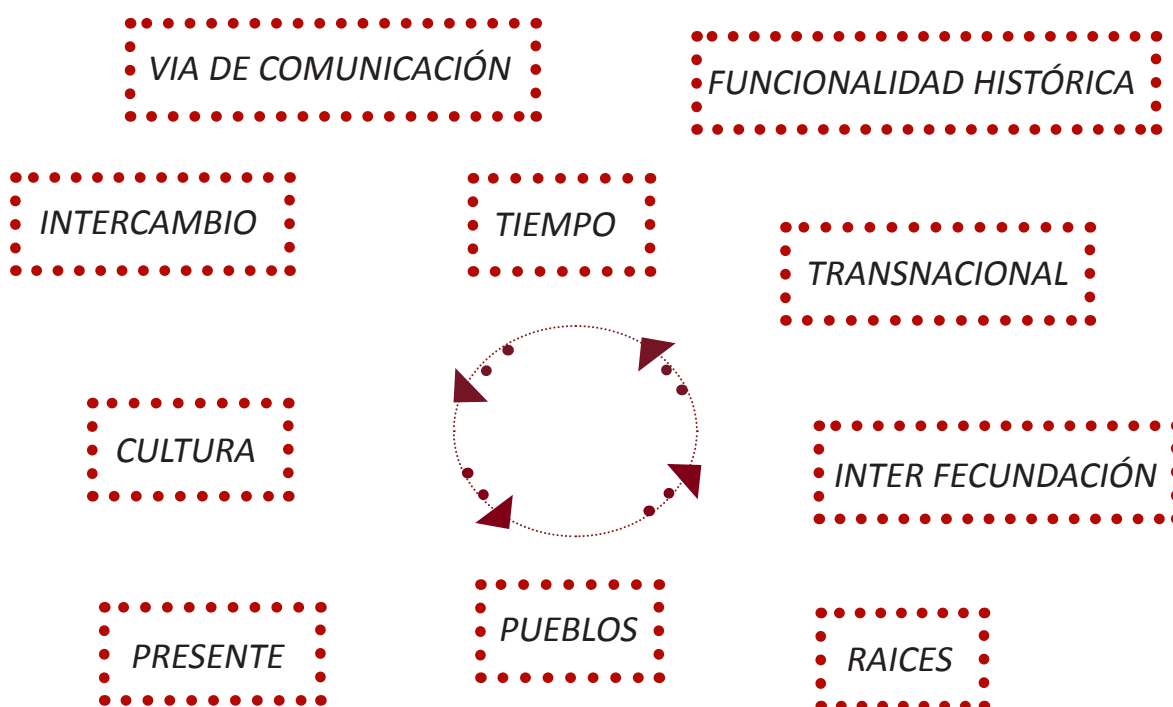 VIA DE COMUNICACIÓN
FUNCIONALIDAD HISTÓRICA
INTERCAMBIO
TIEMPO
TRANSNACIONAL
CULTURA
INTER FECUNDACIÓN
PUEBLOS
PRESENTE
RAICES